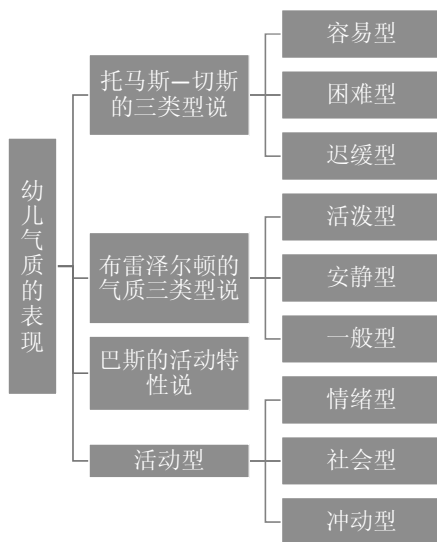 幼儿气质的表现
托马斯—切斯
的三类型说
容易型
困难型
迟缓型
布雷泽尔顿的
气质三类型说
活泼型
安静型
一般型
巴斯的活动特
性说
活动型
情绪型
社会型
冲动型